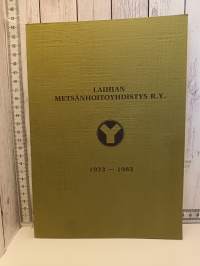 LAIHIAN
METSÄNHOITOYHDISTYS R.Y.
Y
1933 — 1983